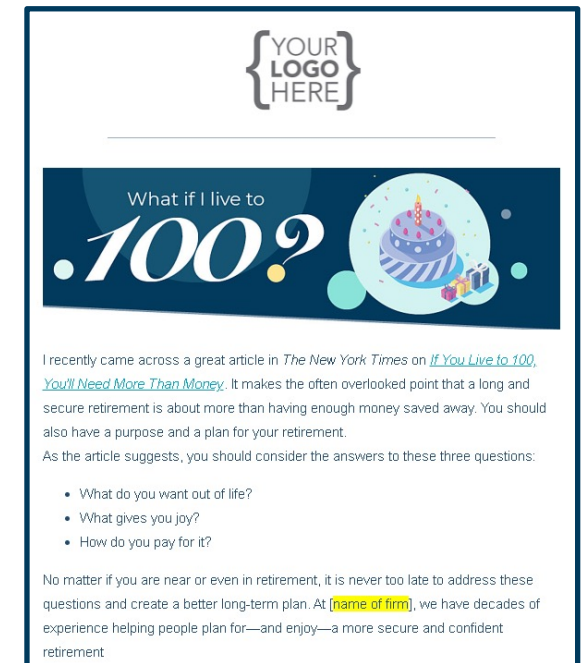 {YOUR
LOGO
HERE}
What if I live to
100?
I recently came across a great article in The New York Times on If You Live to 100,
You'll Need More Than Money. It makes the often overlooked point that a long and
secure retirement is about more than having enough money saved away. You should
also have a purpose and a plan for your retirement.
As the article suggests, you should consider the answers to these three questions:
• What do you want out of life?
• What gives you joy?
• How do you pay for it?
No matter if you are near or even in retirement, it is never too late to address these
questions and create a better long-term plan. At [name of firm], we have decades of
experience helping people plan for—and enjoy—a more secure and confident
retirement